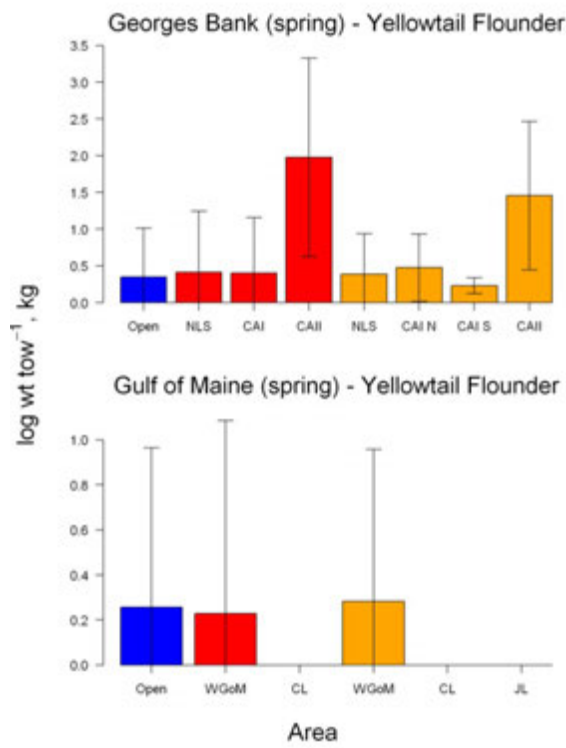 Georges Bank (spring) - Yellowtail Flounder
3.5
3.0
2.5
2.0
1.5
1.0
0.5
0.0
Open NLS CAI CAII NLS CAI N CAI S CAII
log wt tow⁻¹, kg
Gulf of Maine (spring) - Yellowtail Flounder
1.0
0.8
0.6
0.4
0.2
0.0
Open WGoM CL WGoM CL JL
Area